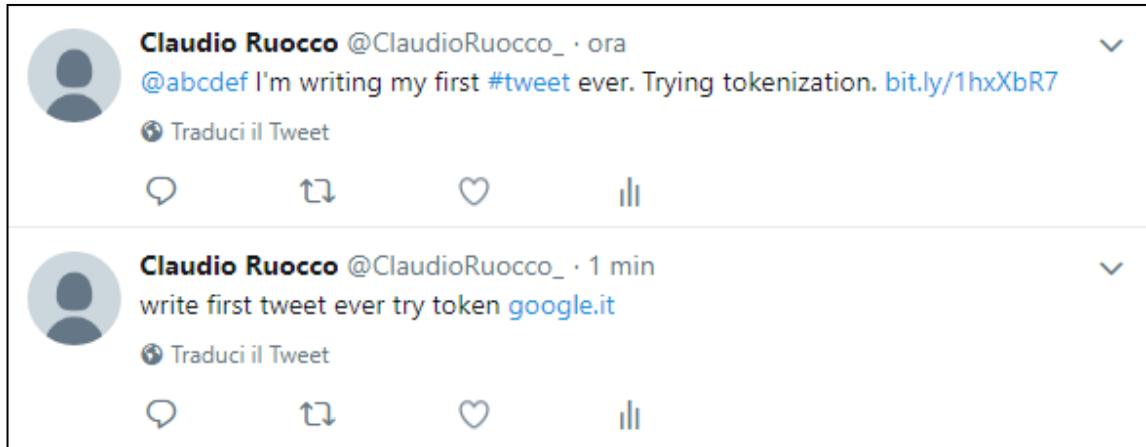 Claudio Ruocco @ClaudioRuocco_ · ora
@abcdef I'm writing my first #tweet ever. Trying tokenization. bit.ly/1hxXbR7
Traduci il Tweet
Claudio Ruocco @ClaudioRuocco_ · 1 min
write first tweet ever try token google.it
Traduci il Tweet